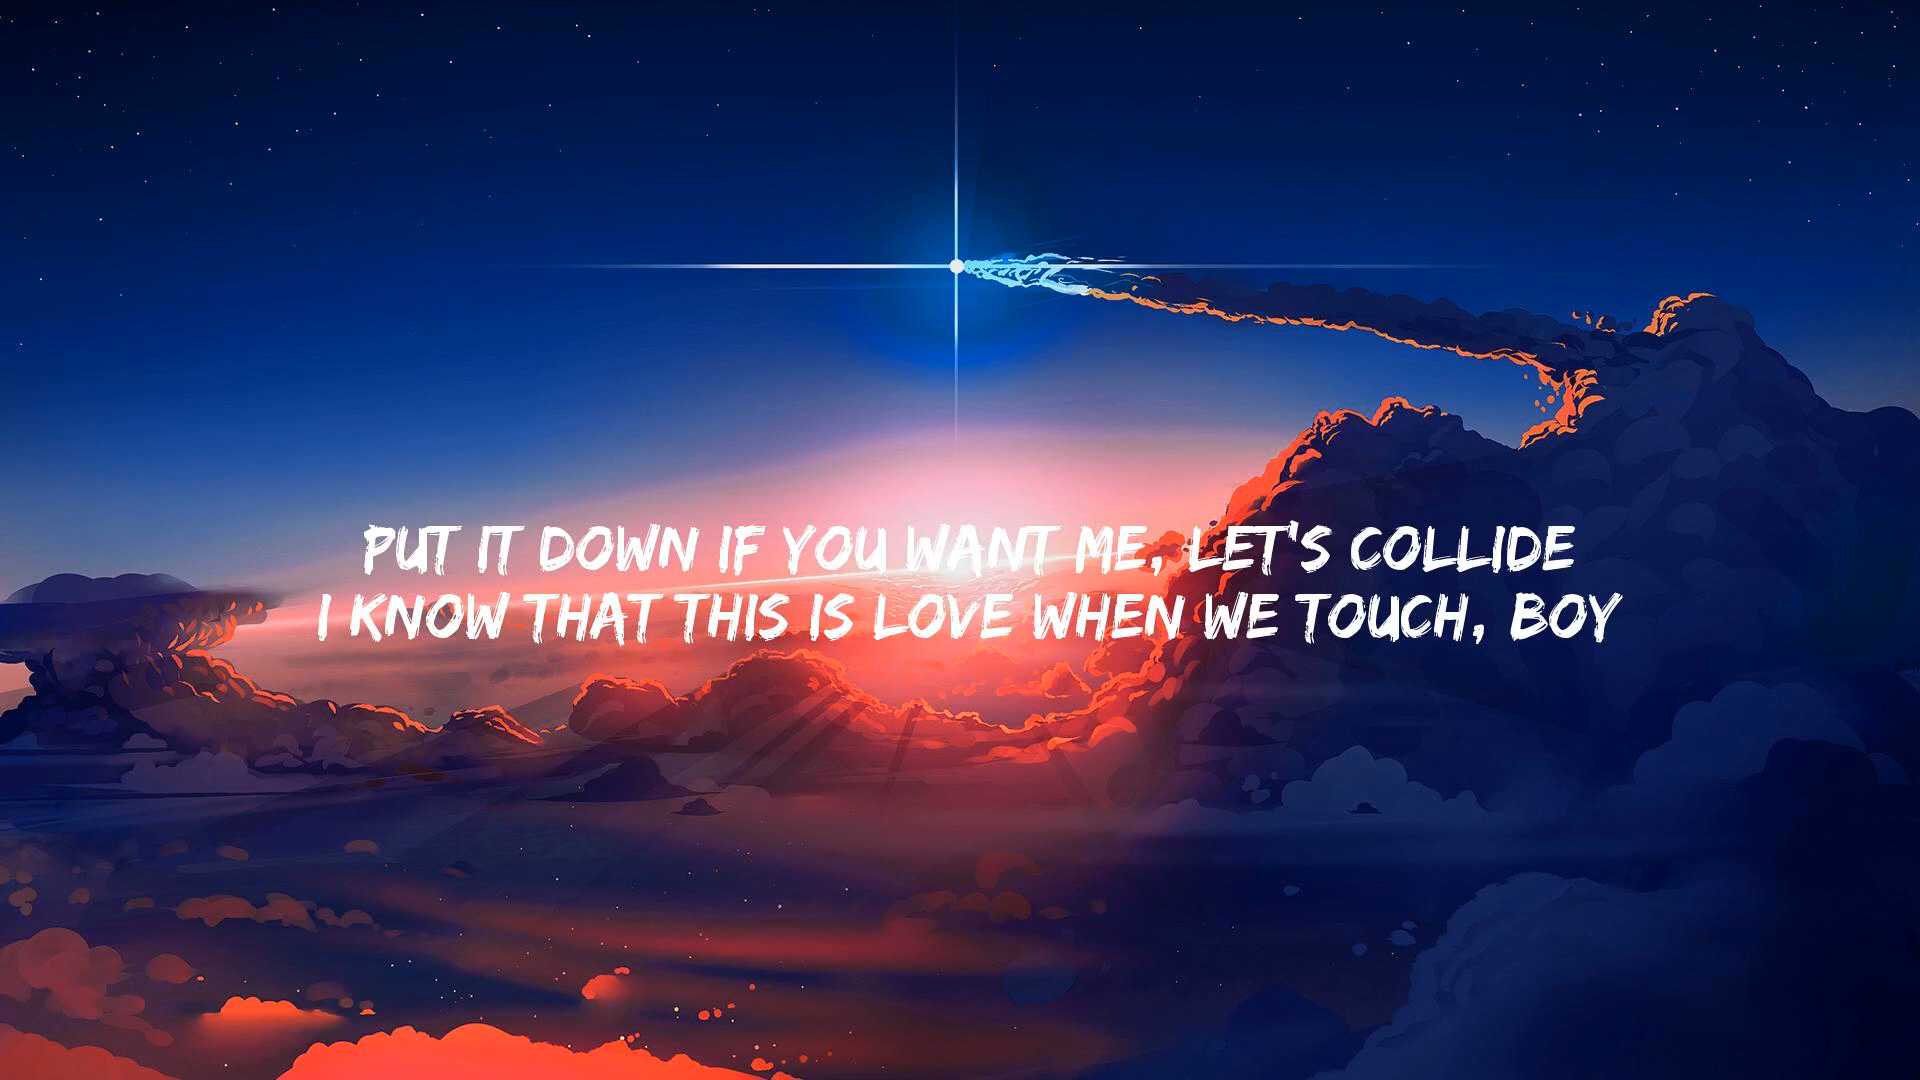 PUT IT DOWN IF YOU WANT ME, LET'S COLLIDE
I KNOW THAT THIS IS LOVE WHEN WE TOUCH, BOY